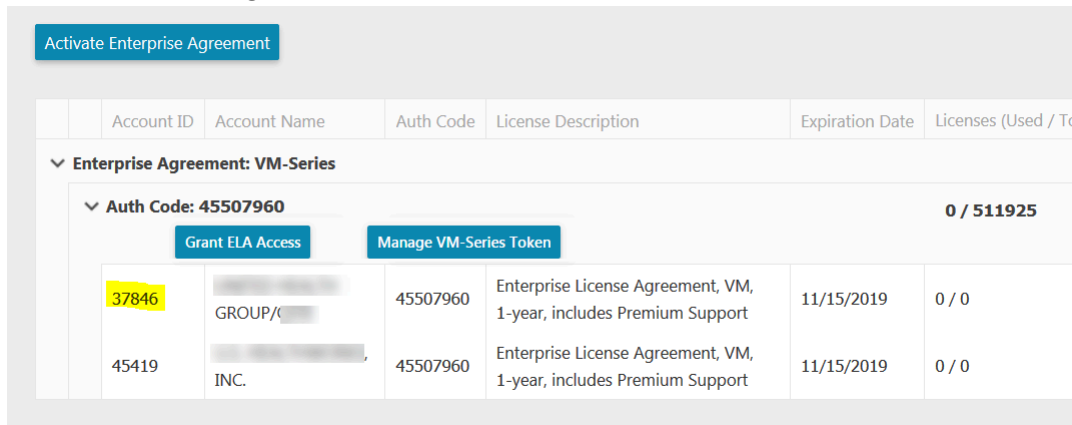 Activate Enterprise Agreement
Account ID Account Name Auth Code License Description Expiration Date Licenses (Used /
Enterprise Agreement: VM-Series
Auth Code: 45507960 0 / 511925
Grant ELA Access Manage VM-Series Token
37846 GROUP/ 45507960 Enterprise License Agreement, VM, 1-year, includes Premium Support 11/15/2019 0 / 0
45419 , INC. 45507960 Enterprise License Agreement, VM, 1-year, includes Premium Support 11/15/2019 0 / 0